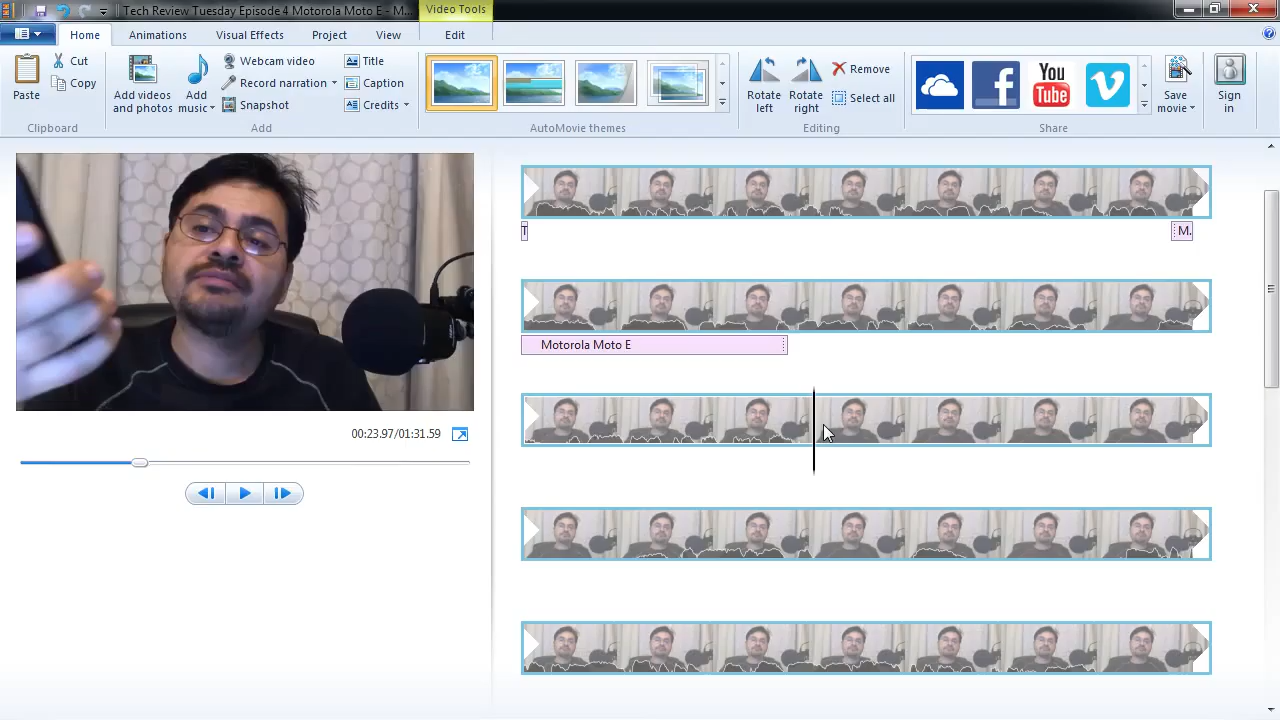 Tech Review Tuesday Episode 4 Motorola Moto E - M...
Video Tools
Home
Animations
Visual Effects
Project
View
Edit
Paste
Cut
Copy
Clipboard
Add videos and photos
Add music
Webcam video
Record narration
Snapshot
Title
Caption
Credits
Add
AutoMovie themes
Rotate left
Rotate right
Remove
Select all
Editing
You Tube
Share
Save movie
Sign in
T
M.
Motorola Moto E
00:23.97/01:31.59